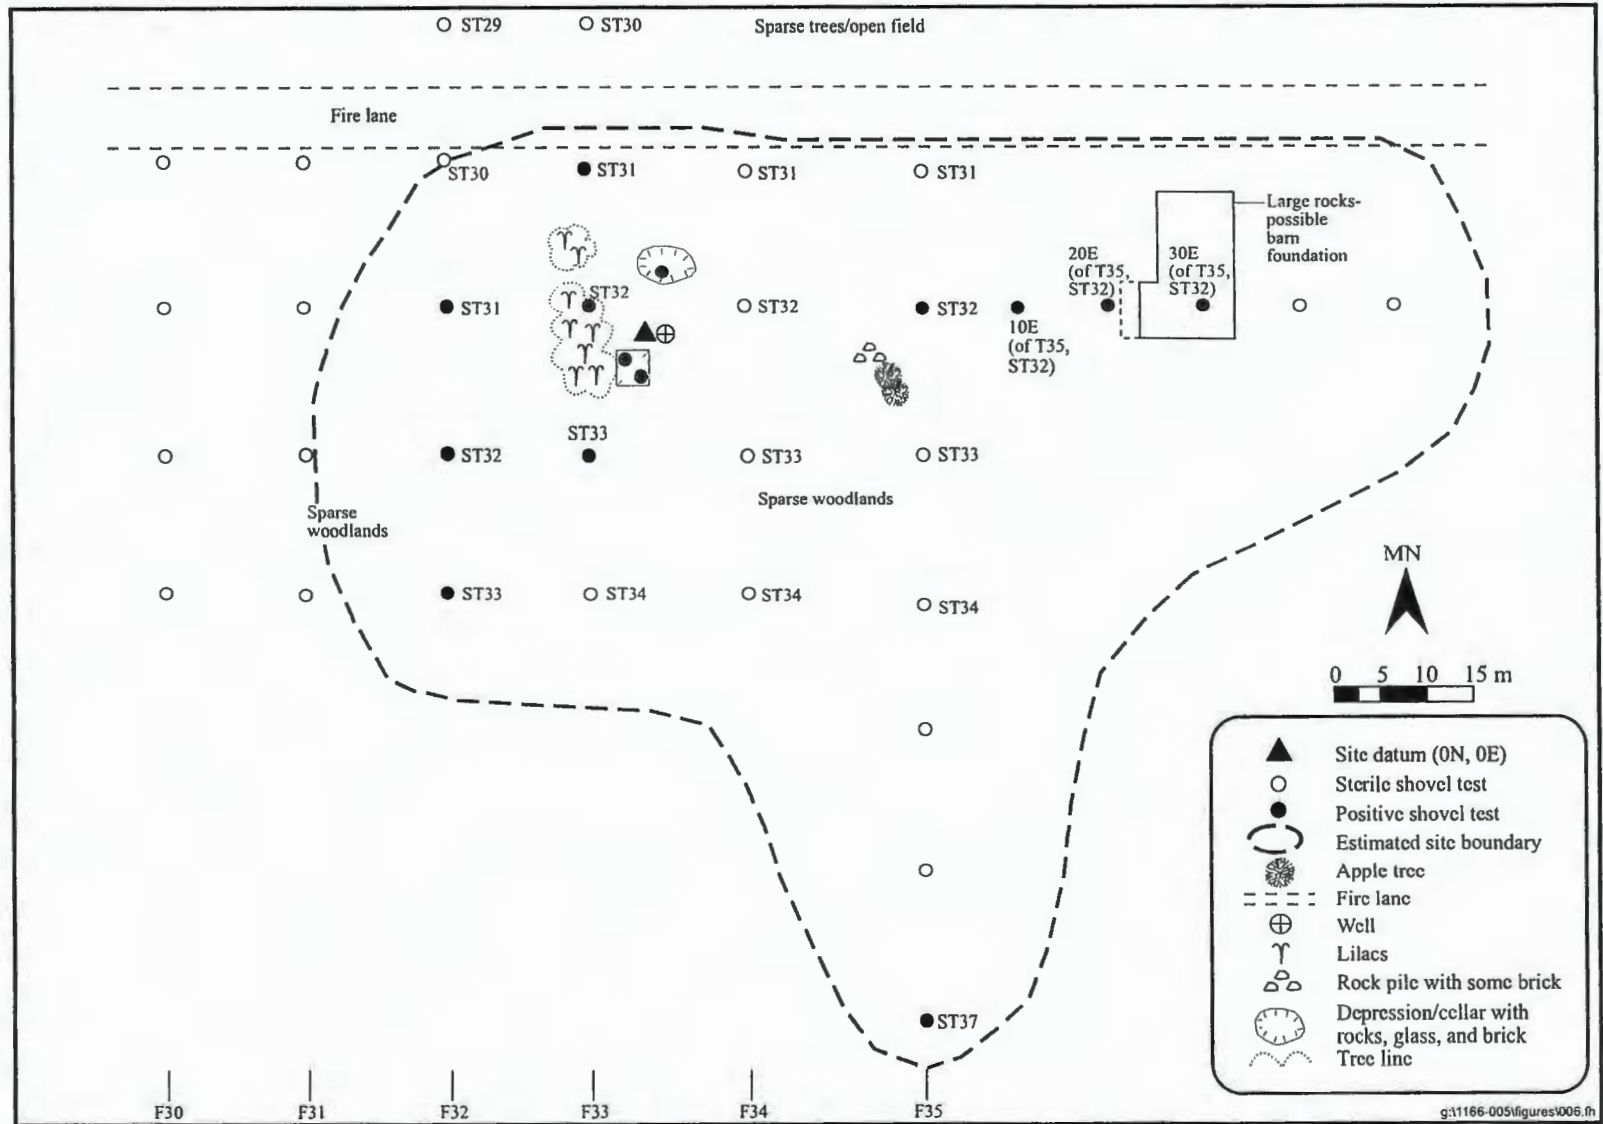 ST29
ST30
Sparse trees/open field
Fire lane
ST30
ST31
ST31
ST31
Large rocks-
possible
barn
foundation
20E
(of T35,
ST32)
30E
(of T35,
ST32)
ST31
ST32
ST32
ST32
10E
(of T35,
ST32)
ST33
ST32
ST33
ST33
Sparse woodlands
Sparse
woodlands
MN
ST33
ST34
ST34
ST34
0 5 10 15 m
Site datum (0N, 0E)
Sterile shovel test
Positive shovel test
Estimated site boundary
Apple tree
Fire lane
Well
Lilacs
Rock pile with some brick
Depression/cellar with
rocks, glass, and brick
Tree line
ST37
F30
F31
F32
F33
F34
F35
g:\1166-005\figures\006.fh